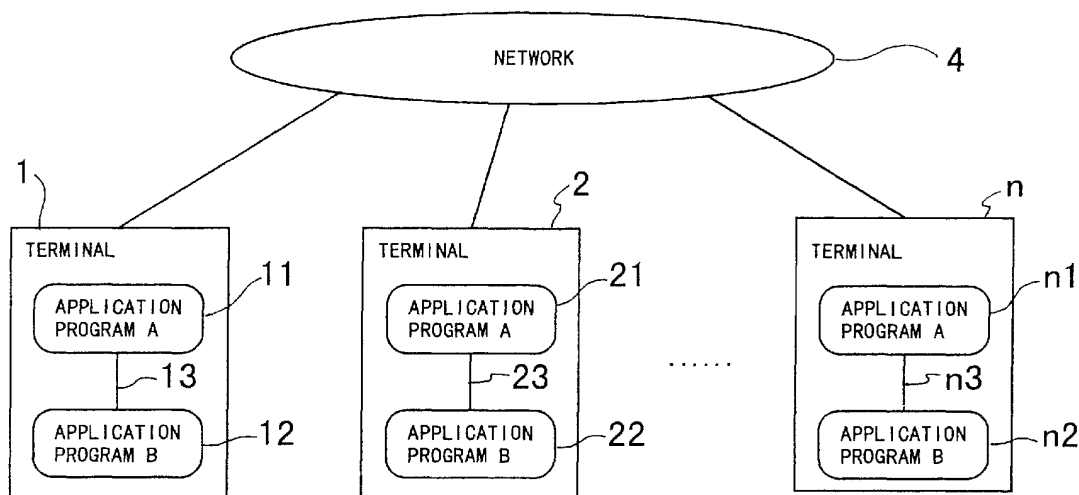 NETWORK
4
1
2
n
TERMINAL
TERMINAL
TERMINAL
11
21
n1
APPLICATION
PROGRAM A
APPLICATION
PROGRAM A
APPLICATION
PROGRAM A
13
23
......
n3
12
22
n2
APPLICATION
PROGRAM B
APPLICATION
PROGRAM B
APPLICATION
PROGRAM B